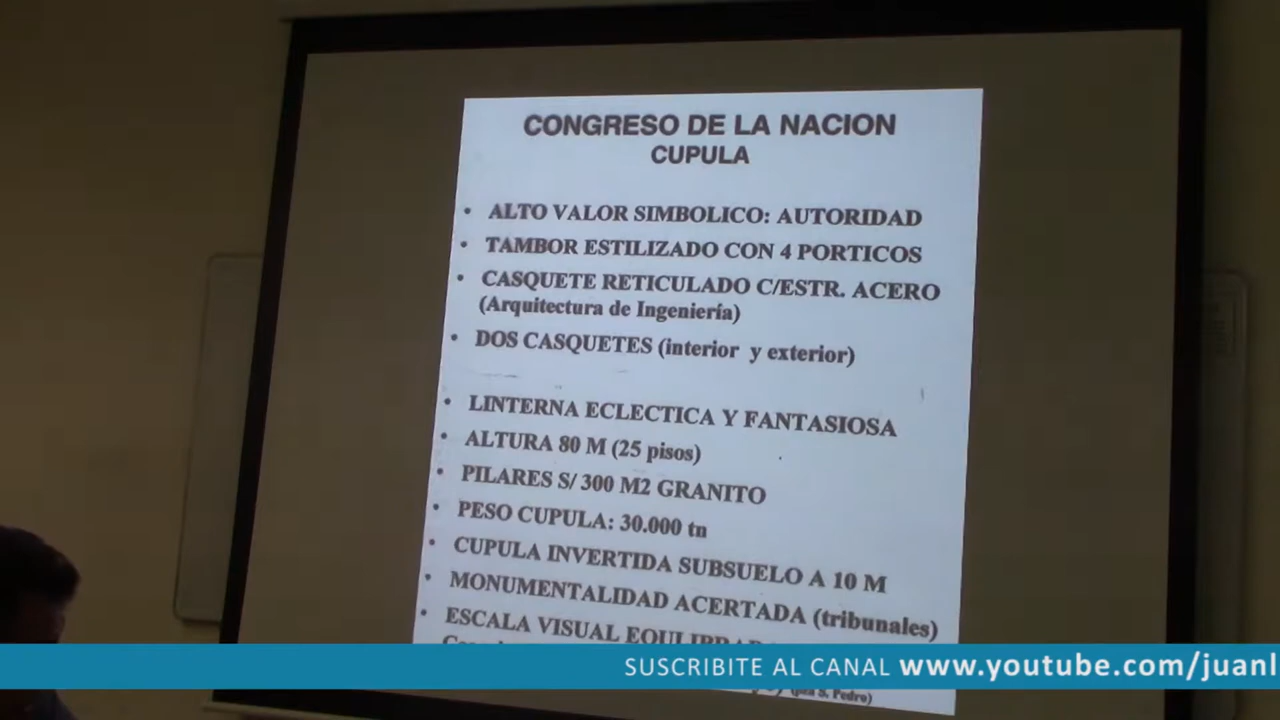 CONGRESO DE LA NACION
CUPULA
• ALTO VALOR SIMBOLICO: AUTORIDAD
• TAMBOR ESTILIZADO CON 4 PORTICOS
• CASQUETE RETICULADO C/ESTR. ACERO
(Arquitectura de Ingeniería)
• DOS CASQUETES (interior y exterior)
• LINTERNA ECLECTICA Y FANTASIOSA
• ALTURA 80 M (25 pisos)
• PILARES S/ 300 M2 GRANITO
• PESO CUPULA: 30.000 tn
• CUPULA INVERTIDA SUBSUELO A 10 M
• MONUMENTALIDAD ACERTADA (tribunales)
• ESCALA VISUAL
SUSCRIBITE AL CANAL www.youtube.com/juanl
S. Pedro)